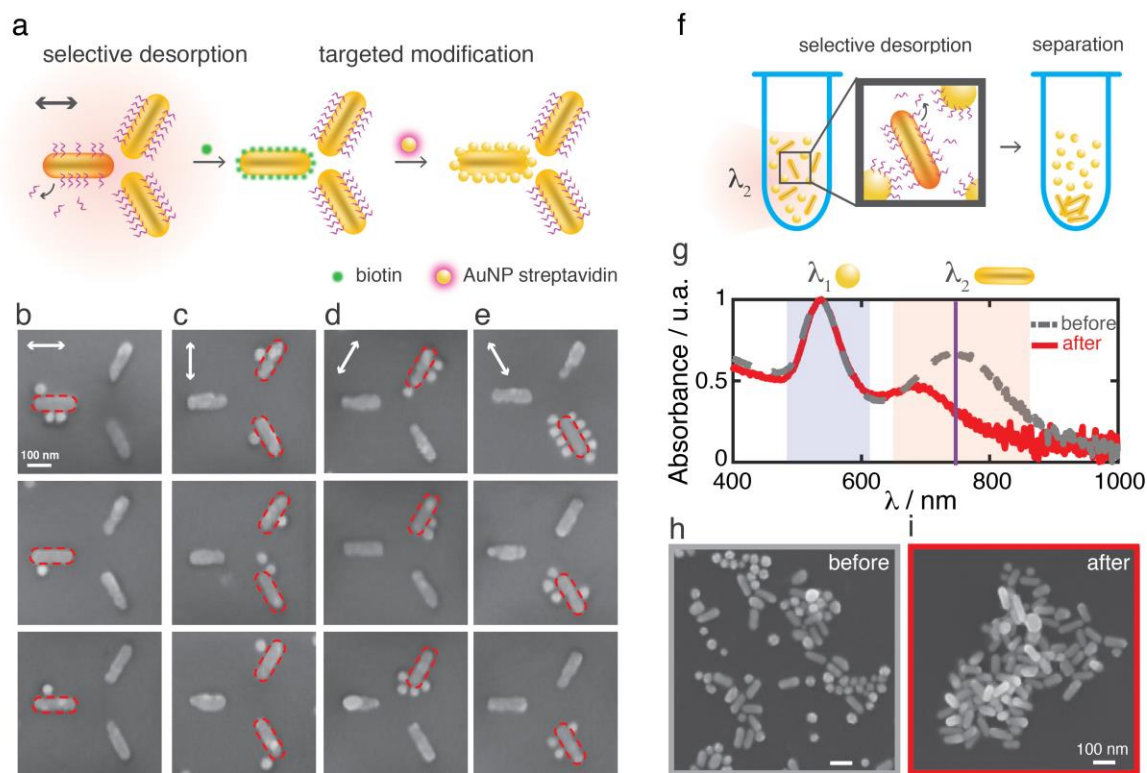 a
selective desorption
targeted modification
biotin
AuNP streptavidin
b
c
d
e
100 nm
f
selective desorption
separation
λ2
g
λ1
λ2
Absorbance / u.a.
1
0.5
0
before
after
400
600
800
1000
λ / nm
h
before
i
after
100 nm